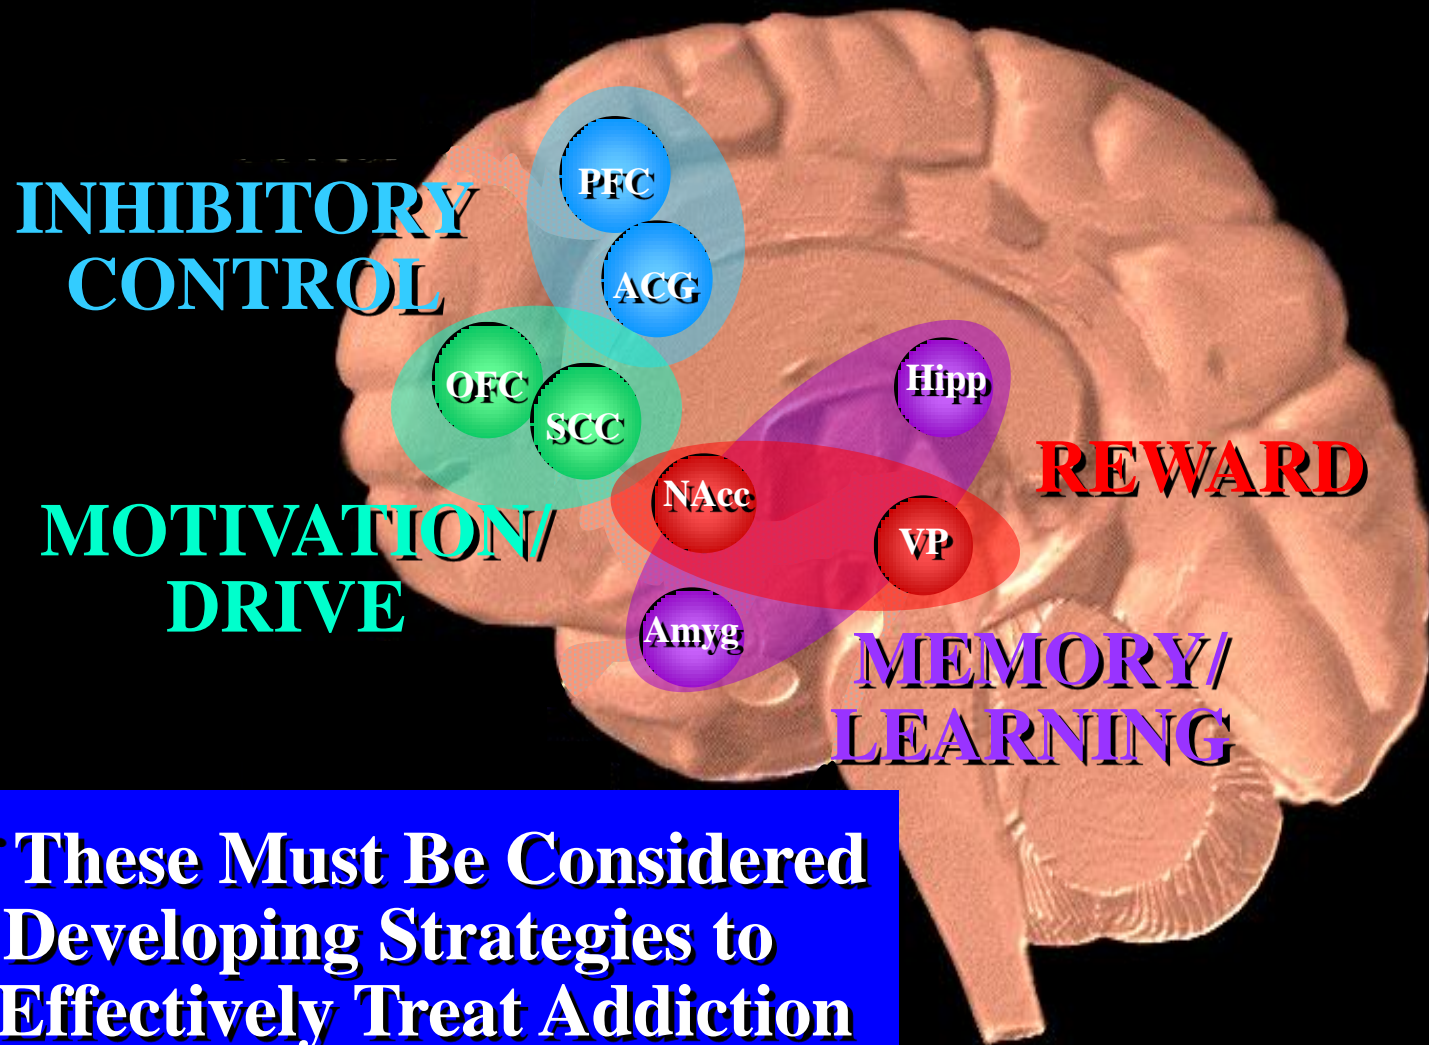 PFC
INHIBITORY
CONTROL
ACG
OFC
SCC
Hipp
REWARD
NAcc
MOTIVATION/
DRIVE
VP
Amyg
MEMORY/
LEARNING
These Must Be Considered
Developing Strategies to
Effectively Treat Addiction